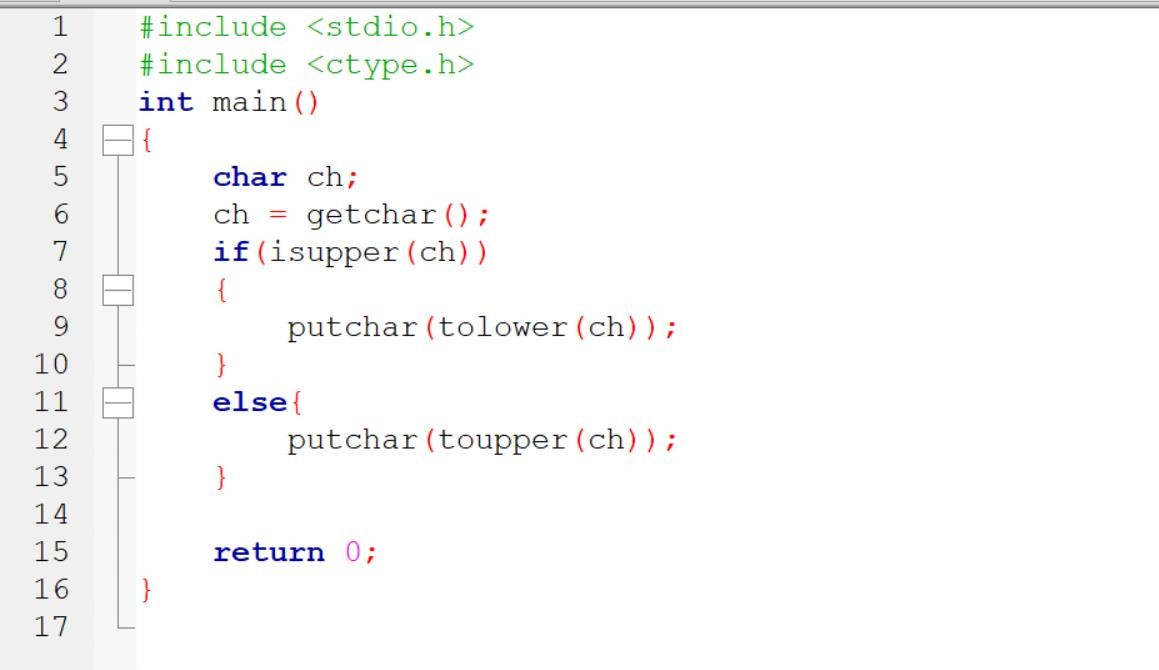 1 #include <stdio.h>
2 #include <ctype.h>
3 int main()
4 {
5 char ch;
6 ch = getchar();
7 if(isupper(ch))
8 {
9 putchar(tolower(ch));
10 }
11 else{
12 putchar(toupper(ch));
13 }
14
15 return 0;
16 }
17